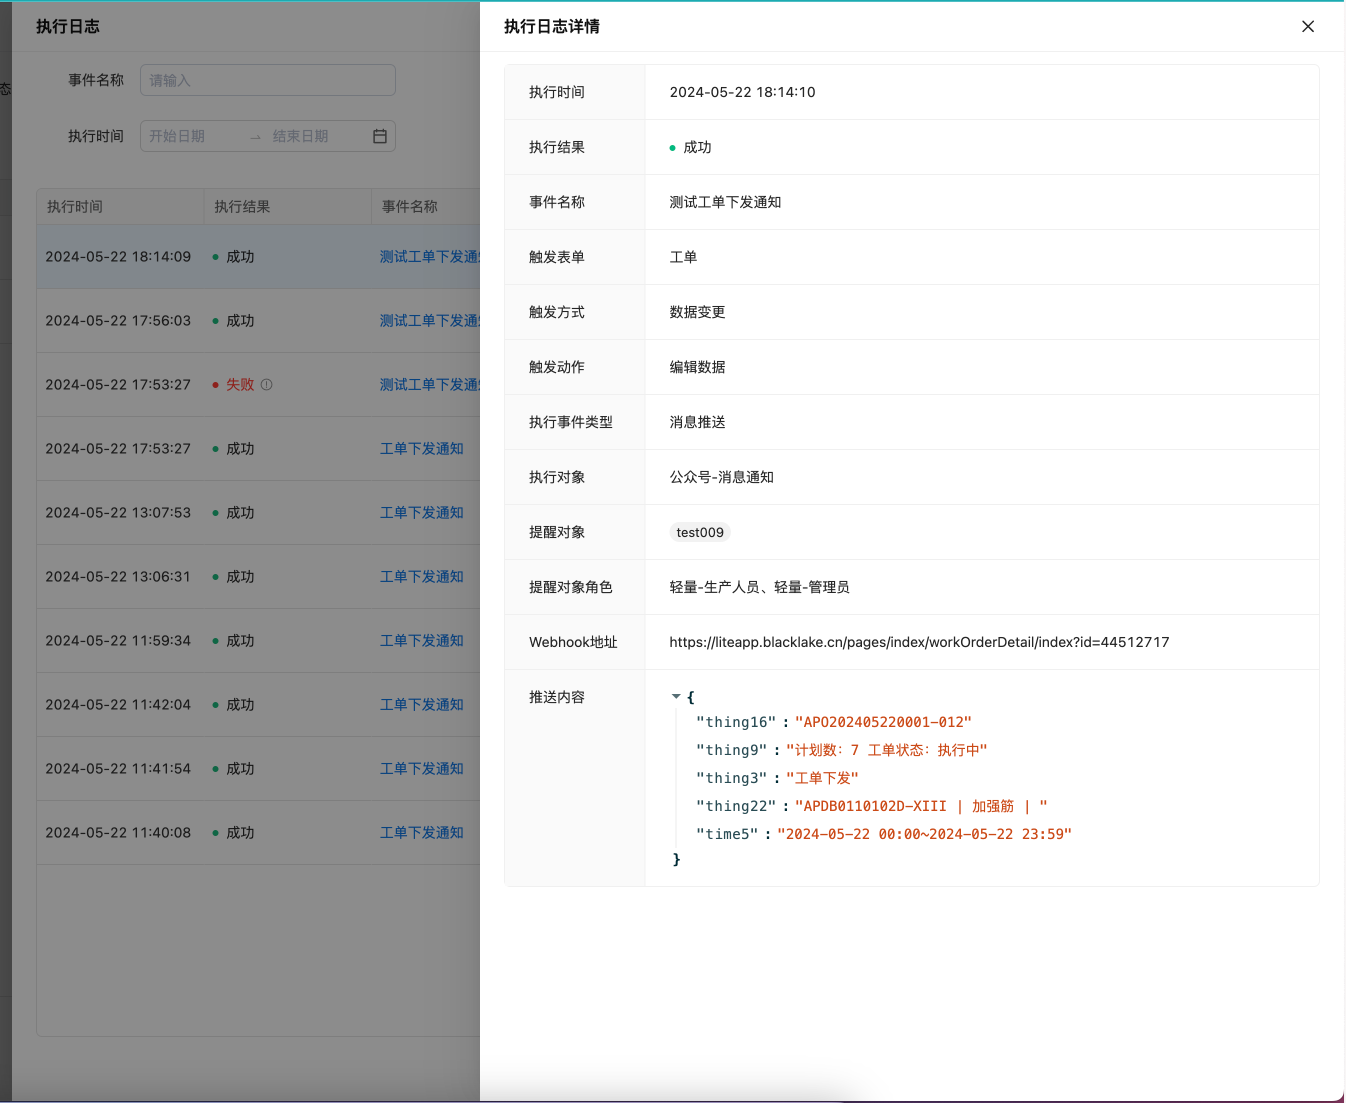 执行日志
态
事件名称 请输入
执行时间 开始日期 → 结束日期
执行时间 执行结果 事件名称
2024-05-22 18:14:09 成功 测试工单下发通
2024-05-22 17:56:03 成功 测试工单下发通
2024-05-22 17:53:27 失败 测试工单下发通
2024-05-22 17:53:27 成功 工单下发通知
2024-05-22 13:07:53 成功 工单下发通知
2024-05-22 13:06:31 成功 工单下发通知
2024-05-22 11:59:34 成功 工单下发通知
2024-05-22 11:42:04 成功 工单下发通知
2024-05-22 11:41:54 成功 工单下发通知
2024-05-22 11:40:08 成功 工单下发通知
执行日志详情
执行时间 2024-05-22 18:14:10
执行结果 成功
事件名称 测试工单下发通知
触发表单 工单
触发方式 数据变更
触发动作 编辑数据
执行事件类型 消息推送
执行对象 公众号-消息通知
提醒对象 test009
提醒对象角色 轻量-生产人员、轻量-管理员
Webhook地址 https://liteapp.blacklake.cn/pages/index/workOrderDetail/index?id=44512717
推送内容 {
"thing16" : "APO202405220001-012"
"thing9" : "计划数: 7 工单状态: 执行中"
"thing3" : "工单下发"
"thing22" : "APDB0110102D-XIII | 加强筋 | "
"time5" : "2024-05-22 00:00~2024-05-22 23:59"
}